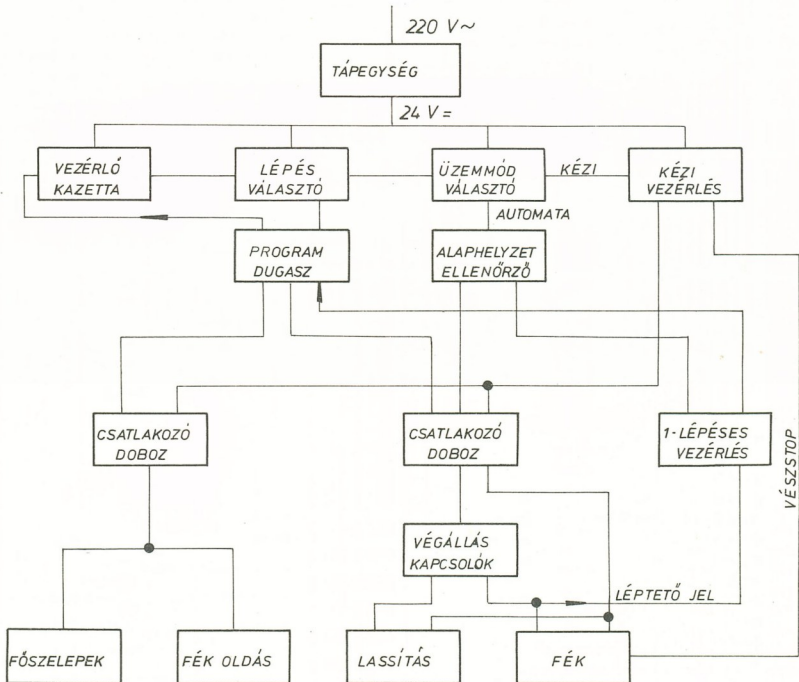 220 V~
TÁPEGYSÉG
24 V =
VEZÉRLŐ
KAZETTA
LÉPÉS
VÁLASZTÓ
ÜZEMMÓD
VÁLASZTÓ
KÉZI
KÉZI
VEZÉRLÉS
AUTOMATA
PROGRAM
DUGASZ
ALAPHELYZET
ELLENŐRZŐ
CSATLAKOZÓ
DOBOZ
CSATLAKOZÓ
DOBOZ
1-LÉPÉSES
VEZÉRLÉS
VÉSZSTOP
VÉGÁLLÁS
KAPCSOLÓK
LÉPTETŐ JEL
FŐSZELEPEK
FÉK OLDÁS
LASSÍTÁS
FÉK